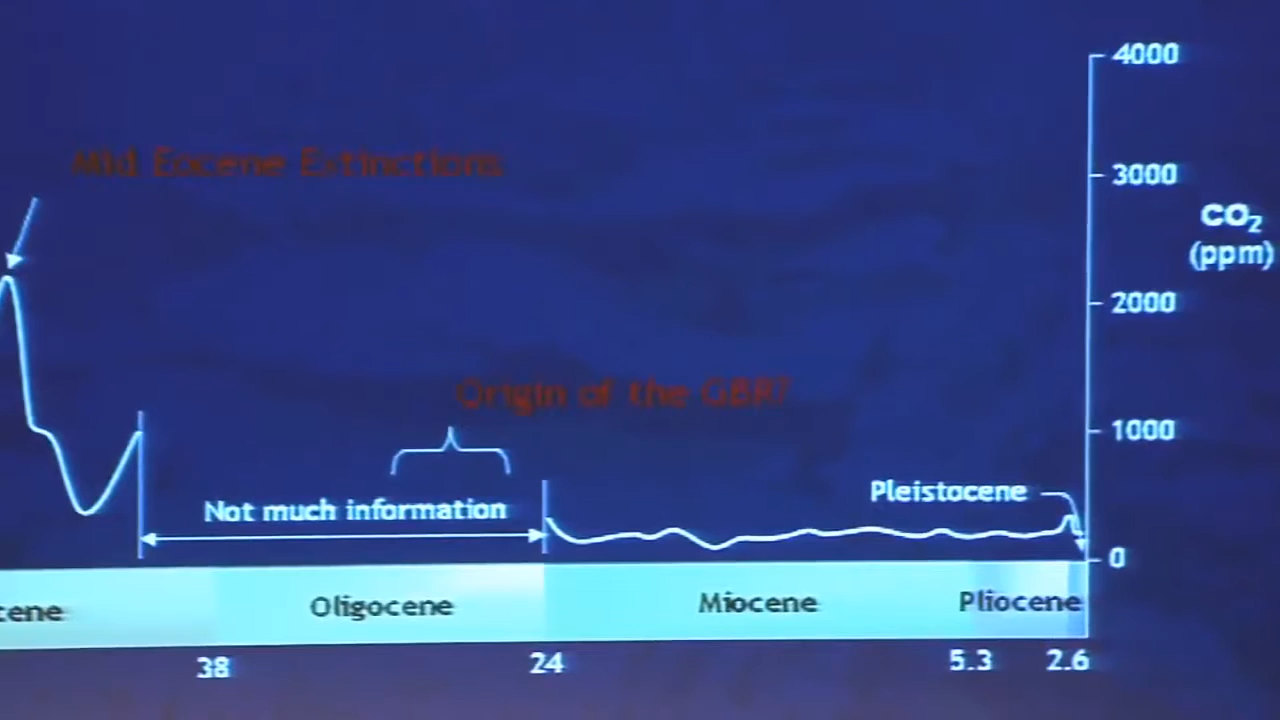 4000
Mid Eocene Extinctions
3000
CO₂
(ppm)
2000
Origin of the GBR?
1000
Pleistocene
Not much information
0
cene
Oligocene
Miocene
Pliocene
38
24
5.3
2.6